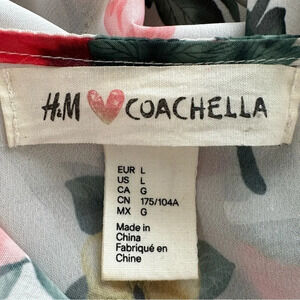 H&M COACHELLA
EUR L
US L
CA G
CN 175/104A
MX G
Made in
China
Fabriqué en
Chine